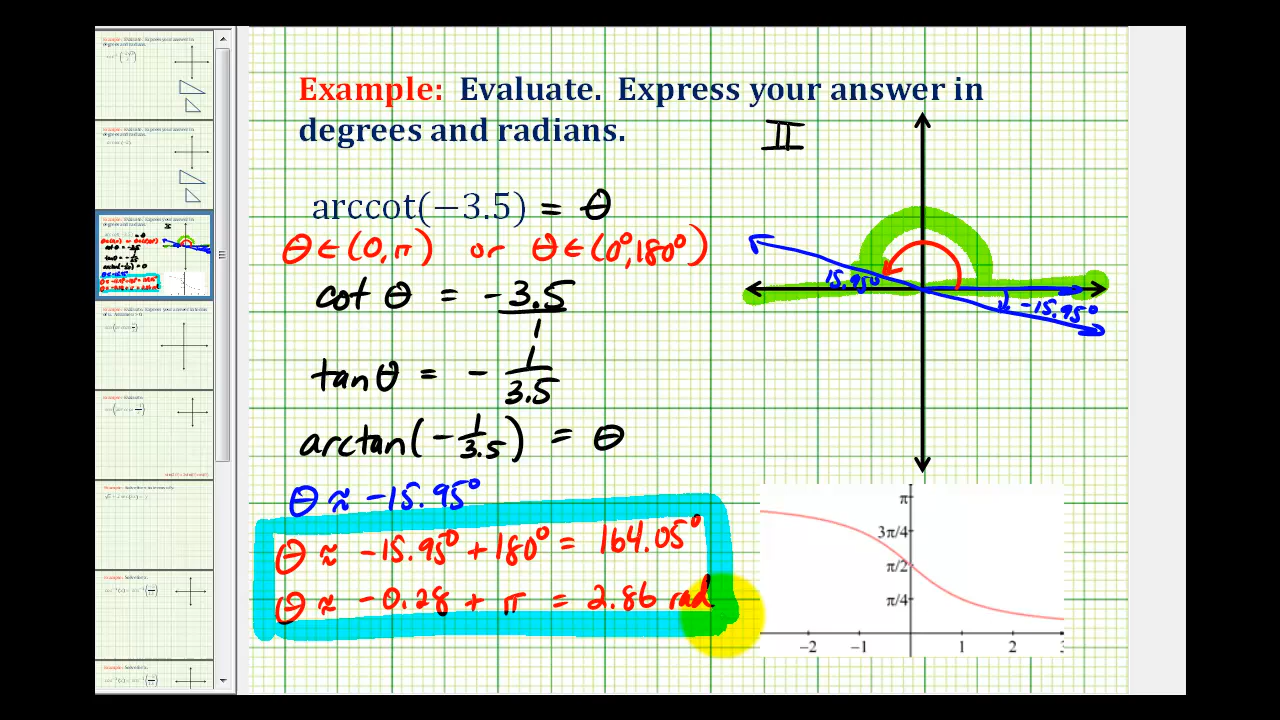 Example: Evaluate. Express your answer in
degrees and radians.
II
arccot(−3.5) = θ
θ ∈ (0, π) or θ ∈ (0°, 180°)
cot θ = -3.5/1
tan θ = - 1/3.5
arctan(- 1/3.5) = θ
θ ≈ -15.95°
θ ≈ -15.95° + 180° = 164.05°
θ ≈ -0.28 + π = 2.86 rad
15.95°
-15.95°
π
3π/4
π/2
π/4
−2 −1 1 2 3